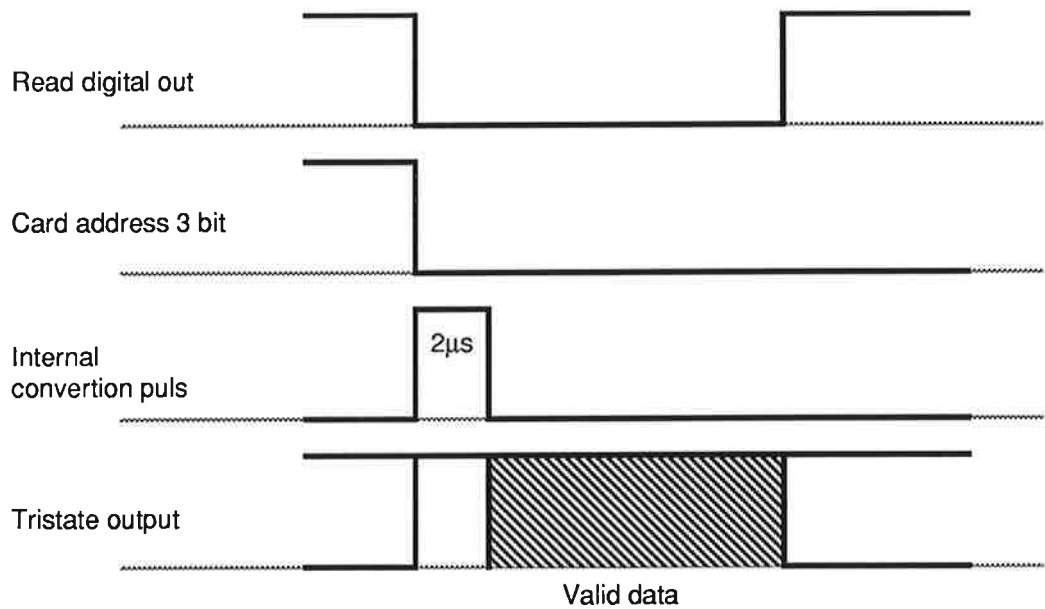 Read digital out
Card address 3 bit
2μs
Internal
convertion puls
Tristate output
Valid data